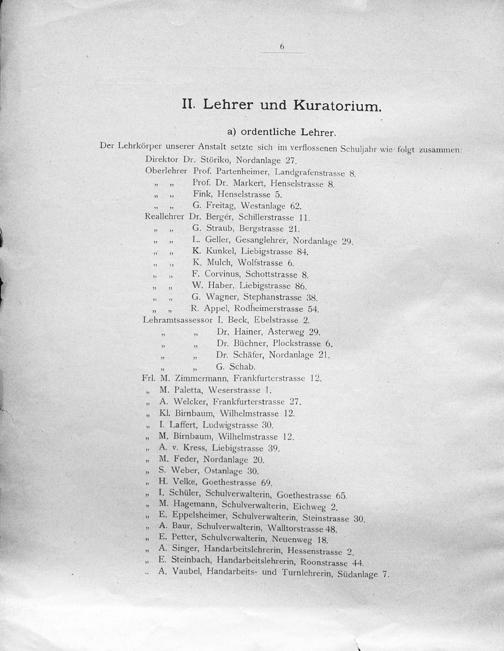 6
II. Lehrer und Kuratorium.
a) ordentliche Lehrer.
Der Lehrkörper unserer Anstalt setzte sich im verflossenen Schuljahr wie folgt zusammen:
Direktor Dr. Störiko, Nordanlage 27.
Oberlehrer Prof. Partenheimer, Landgrafenstrasse 8.
„ „ Prof. Dr. Markert, Henselstrasse 8.
„ „ Fink, Henselstrasse 5.
„ „ G. Freitag, Westanlage 62.
Reallehrer Dr. Berger, Schillerstrasse 11.
„ „ G. Straub, Bergstrasse 21.
„ „ L. Geller, Gesanglehrer, Nordanlage 29.
„ „ K. Kunkel, Liebigstrasse 84.
„ „ K. Mulch, Wolfstrasse 6.
„ „ F. Corvinus, Schottstrasse 8.
„ „ W. Haber, Liebigstrasse 86.
„ „ G. Wagner, Stephanstrasse 38.
„ „ R. Appel, Rodheimerstrasse 54.
Lehramtsassessor I. Beck, Ebelstrasse 2.
„ „ Dr. Hainer, Asterweg 29.
„ „ Dr. Büchner, Plockstrasse 6.
„ „ Dr. Schäfer, Nordanlage 21.
„ „ G. Schab.
Frl. M. Zimmermann, Frankfurterstrasse 12.
„ M. Paletta, Weserstrasse 1.
„ A. Welcker, Frankfurterstrasse 27.
„ Kl. Birnbaum, Wilhelmstrasse 12.
„ I. Laffert, Ludwigstrasse 30.
„ M. Birnbaum, Wilhelmstrasse 12.
„ A. v. Kress, Liebigstrasse 39.
„ M. Feder, Nordanlage 20.
„ S. Weber, Ostanlage 30.
„ H. Velke, Goethestrasse 69.
„ I. Schüler, Schulverwalterin, Goethestrasse 65.
„ M. Hagemann, Schulverwalterin, Eichweg 2.
„ E. Eppelsheimer, Schulverwalterin, Steinstrasse 30.
„ A. Baur, Schulverwalterin, Walltorstrasse 48.
„ E. Petter, Schulverwalterin, Neuenweg 18.
„ A. Singer, Handarbeitslehrerin, Hessenstrasse 2.
„ E. Steinbach, Handarbeitslehrerin, Roonstrasse 44.
„ A. Vaubel, Handarbeits- und Turnlehrerin, Südanlage 7.